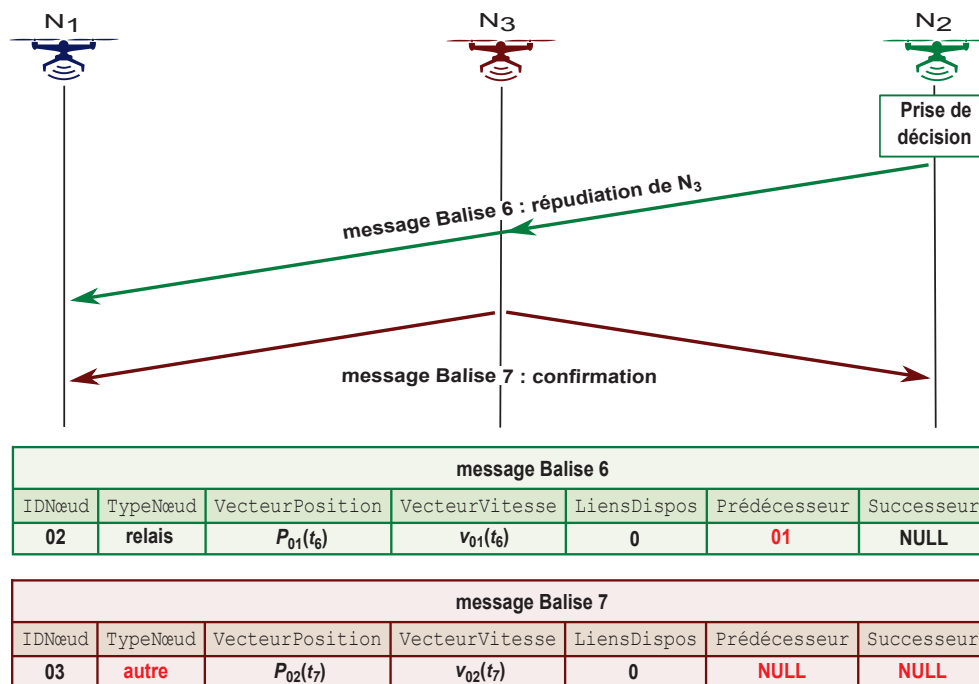 N1 N3 N2
Prise de
décision
message Balise 6 : répudiation de N3
message Balise 7 : confirmation
message Balise 6
IDNœud TypeNœud VecteurPosition VecteurVitesse LiensDispos Prédécesseur Successeur
02 relais P01(t6) v01(t6) 0 01 NULL
message Balise 7
IDNœud TypeNœud VecteurPosition VecteurVitesse LiensDispos Prédécesseur Successeur
03 autre P02(t7) v02(t7) 0 NULL NULL